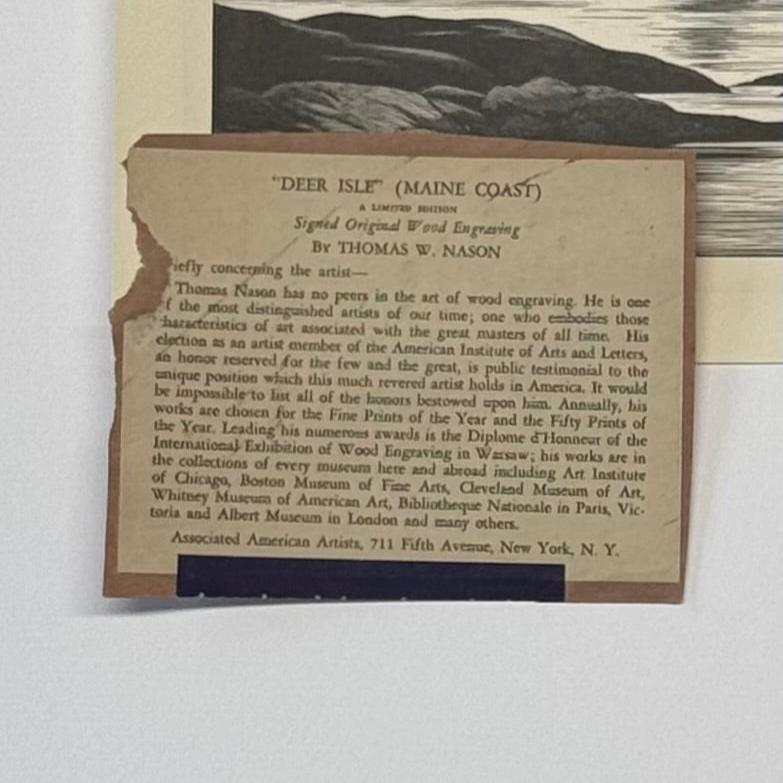 "DEER ISLE" (MAINE COAST)
A LIMITED EDITION
Signed Original Wood Engraving
By THOMAS W. NASON
iefly concerning the artist—
Thomas Nason has no peers in the art of wood engraving. He is one
f the most distinguished artists of our time; one who embodies those
characteristics of art associated with the great masters of all time. His
election as an artist member of the American Institute of Arts and Letters,
an honor reserved for the few and the great, is public testimonial to the
unique position which this much revered artist holds in America. It would
be impossible to list all of the honors bestowed upon him. Annually, his
works are chosen for the Fine Prints of the Year and the Fifty Prints of
the Year. Leading his numerous awards is the Diplome d'Honneur of the
International Exhibition of Wood Engraving in Warsaw; his works are in
the collections of every museum here and abroad including Art Institute
of Chicago, Boston Museum of Fine Arts, Cleveland Museum of Art,
Whitney Museum of American Art, Bibliotheque Nationale in Paris, Vic-
toria and Albert Museum in London and many others.
Associated American Artists, 711 Fifth Avenue, New York, N. Y.